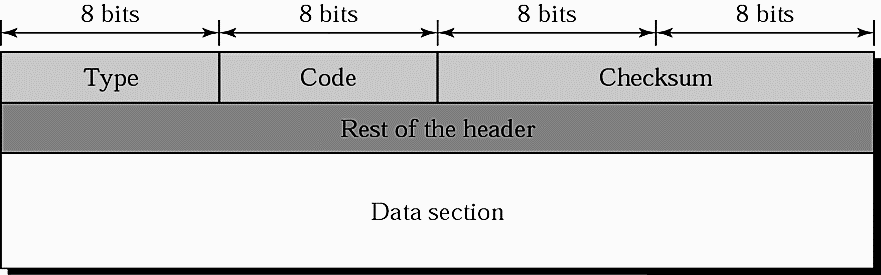 8 bits 8 bits 8 bits 8 bits
Type Code Checksum
Rest of the header
Data section